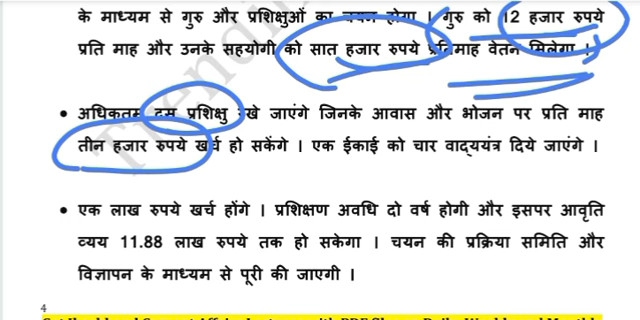 के माध्यम से गुरु और प्रशिक्षुओं का चयन होगा । गुरु को 12 हजार रुपये
प्रति माह और उनके सहयोगी को सात हजार रुपये प्रतिमाह वेतन मिलेगा ।
• अधिकतम दस प्रशिक्षु रखे जाएंगे जिनके आवास और भोजन पर प्रति माह
तीन हजार रुपये खर्च हो सकेंगे । एक ईकाई को चार वाद्ययंत्र दिये जाएंगे ।
• एक लाख रुपये खर्च होंगे । प्रशिक्षण अवधि दो वर्ष होगी और इसपर आवृति
व्यय 11.88 लाख रुपये तक हो सकेगा । चयन की प्रक्रिया समिति और
विज्ञापन के माध्यम से पूरी की जाएगी ।
4